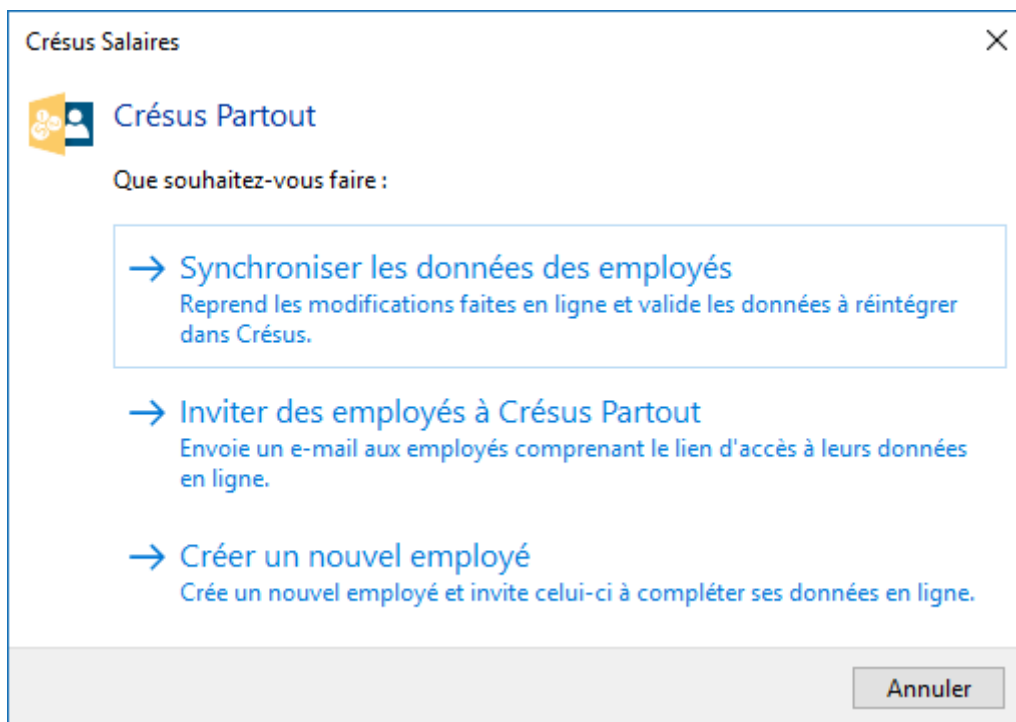 Crésus Salaires
Crésus Partout
Que souhaitez-vous faire :
Synchroniser les données des employés
Reprend les modifications faites en ligne et valide les données à réintégrer
dans Crésus.
Inviter des employés à Crésus Partout
Envoie un e-mail aux employés comprenant le lien d'accès à leurs données
en ligne.
Créer un nouvel employé
Crée un nouvel employé et invite celui-ci à compléter ses données en ligne.
Annuler